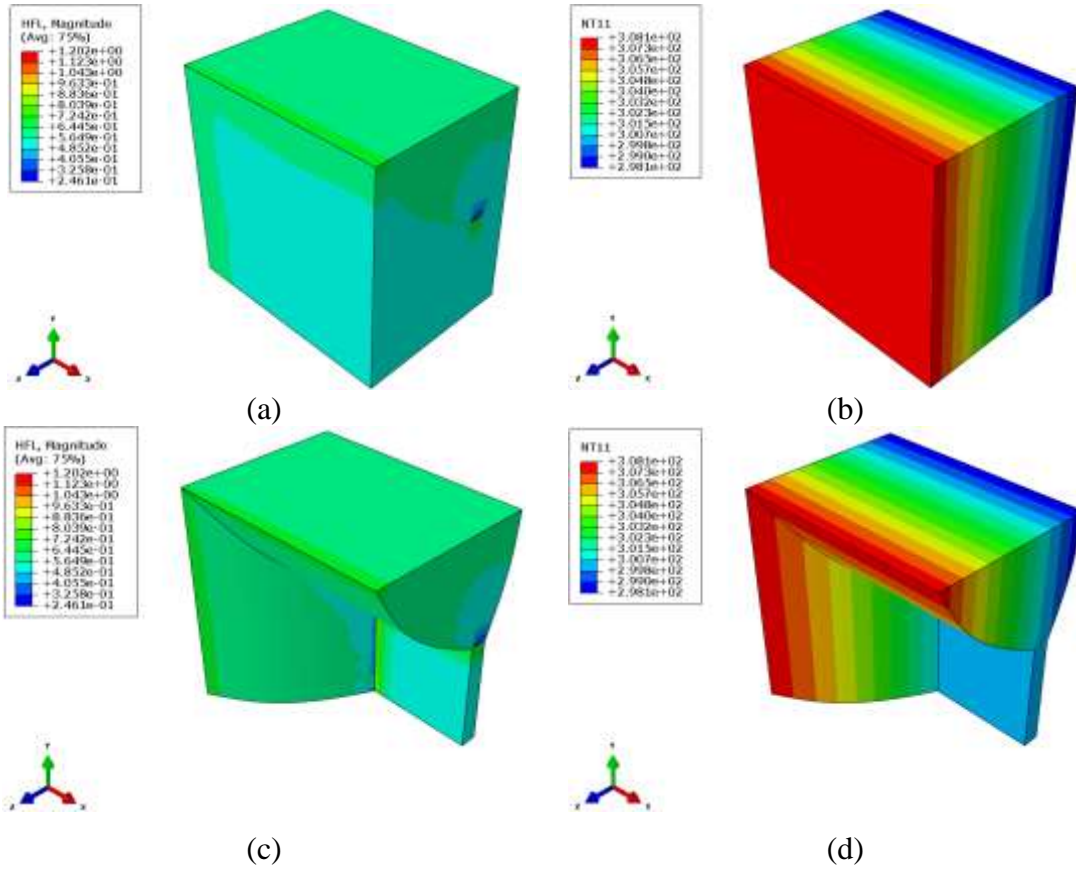 HFL, Magnitude
(Avg: 75%)
+1.202e+00
+1.123e+00
+1.043e+00
+9.633e-01
+8.836e-01
+8.039e-01
+7.242e-01
+6.445e-01
+5.649e-01
+4.852e-01
+4.055e-01
+3.258e-01
+2.461e-01
NT11
+3.081e+02
+3.073e+02
+3.065e+02
+3.057e+02
+3.048e+02
+3.040e+02
+3.032e+02
+3.023e+02
+3.015e+02
+3.007e+02
+2.998e+02
+2.990e+02
+2.981e+02
(a)
(b)
HFL, Magnitude
(Avg: 75%)
+1.202e+00
+1.123e+00
+1.043e+00
+9.633e-01
+8.836e-01
+8.039e-01
+7.242e-01
+6.445e-01
+5.649e-01
+4.852e-01
+4.055e-01
+3.258e-01
+2.461e-01
NT11
+3.081e+02
+3.073e+02
+3.065e+02
+3.057e+02
+3.048e+02
+3.040e+02
+3.032e+02
+3.023e+02
+3.015e+02
+3.007e+02
+2.998e+02
+2.990e+02
+2.981e+02
(c)
(d)